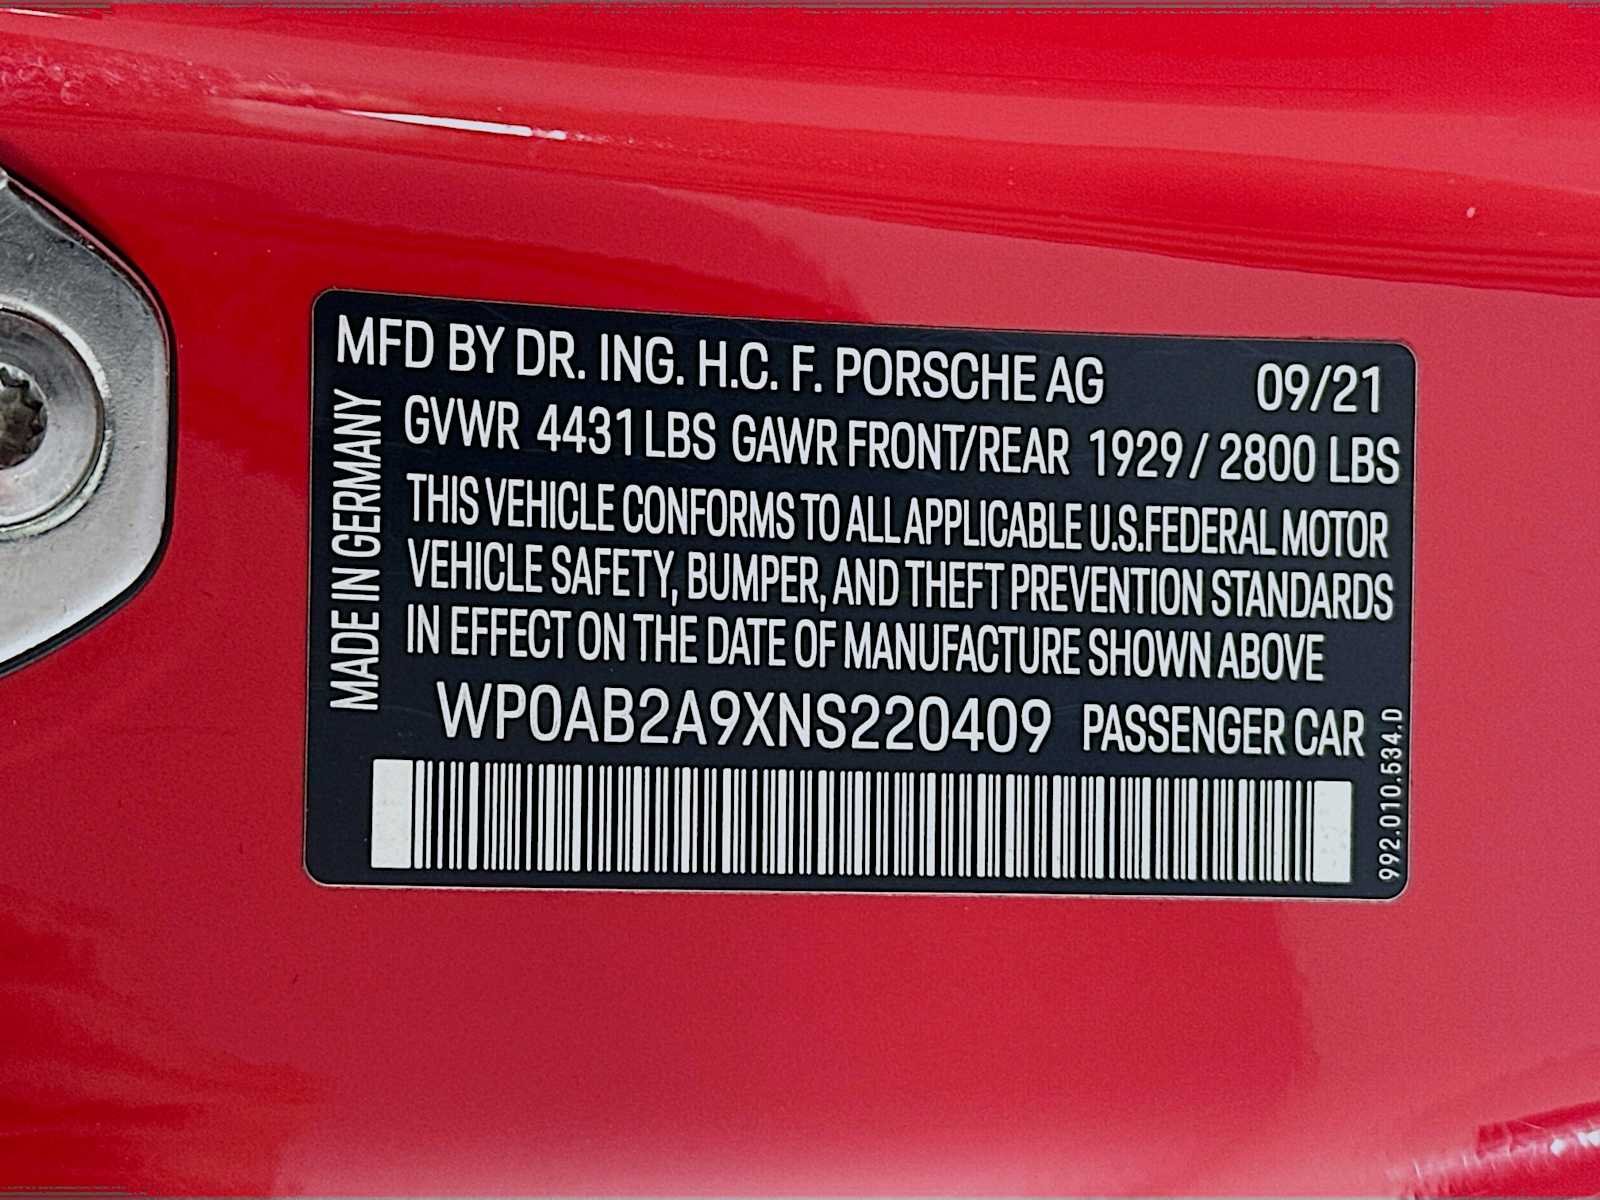 MFD BY DR. ING. H.C. F. PORSCHE AG 09/21
GVWR 4431 LBS GAWR FRONT/REAR 1929 / 2800 LBS
THIS VEHICLE CONFORMS TO ALL APPLICABLE U.S.FEDERAL MOTOR
VEHICLE SAFETY, BUMPER, AND THEFT PREVENTION STANDARDS
IN EFFECT ON THE DATE OF MANUFACTURE SHOWN ABOVE
WP0AB2A9XNS220409 PASSENGER CAR
MADE IN GERMANY
992.010.534.D